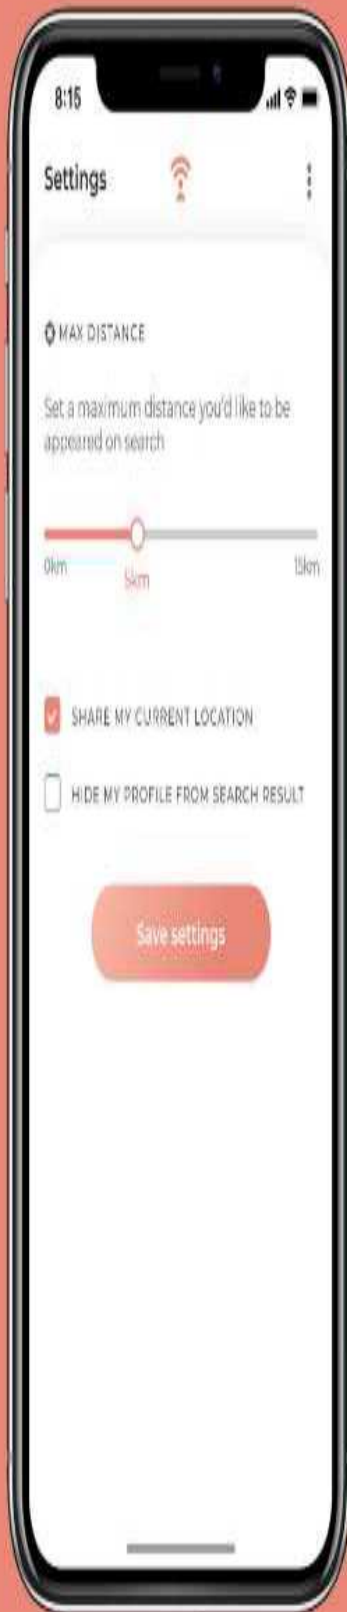 8:15
Settings
MAX DISTANCE
Set a maximum distance you'd like to be
appeared on search
0km
5km
15km
SHARE MY CURRENT LOCATION
HIDE MY PROFILE FROM SEARCH RESULT
Save settings